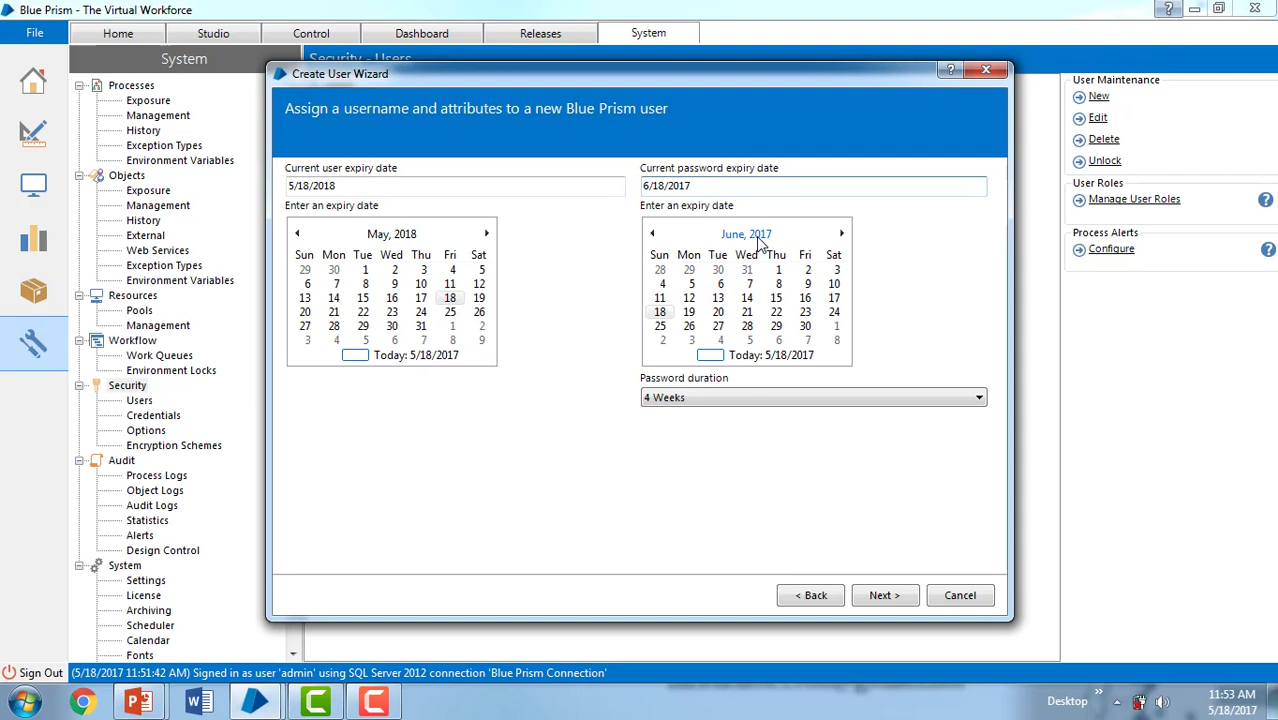 Blue Prism - The Virtual Workforce
File
Home
Studio
Control
Dashboard
Releases
System
System
Security - Users
Processes
Exposure
Management
History
Exception Types
Environment Variables
Objects
Exposure
Management
History
External
Web Services
Exception Types
Environment Variables
Resources
Pools
Management
Workflow
Work Queues
Environment Locks
Security
Users
Credentials
Options
Encryption Schemes
Audit
Process Logs
Object Logs
Audit Logs
Statistics
Alerts
Design Control
System
Settings
License
Archiving
Scheduler
Calendar
Fonts
Sign Out
Create User Wizard
?
Assign a username and attributes to a new Blue Prism user
Current user expiry date
5/18/2018
Enter an expiry date
May, 2018
Sun Mon Tue Wed Thu Fri Sat
29 30 1 2 3 4 5
6 7 8 9 10 11 12
13 14 15 16 17 18 19
20 21 22 23 24 25 26
27 28 29 30 31 1 2
3 4 5 6 7 8 9
Today: 5/18/2017
Current password expiry date
6/18/2017
Enter an expiry date
June, 2017
Sun Mon Tue Wed Thu Fri Sat
28 29 30 31 1 2 3
4 5 6 7 8 9 10
11 12 13 14 15 16 17
18 19 20 21 22 23 24
25 26 27 28 29 30 1
2 3 4 5 6 7 8
Today: 5/18/2017
Password duration
4 Weeks
< Back
Next >
Cancel
User Maintenance
New
Edit
Delete
Unlock
User Roles
Manage User Roles
?
Process Alerts
Configure
?
(5/18/2017 11:51:42 AM) Signed in as user 'admin' using SQL Server 2012 connection 'Blue Prism Connection'
Desktop
11:53 AM
5/18/2017